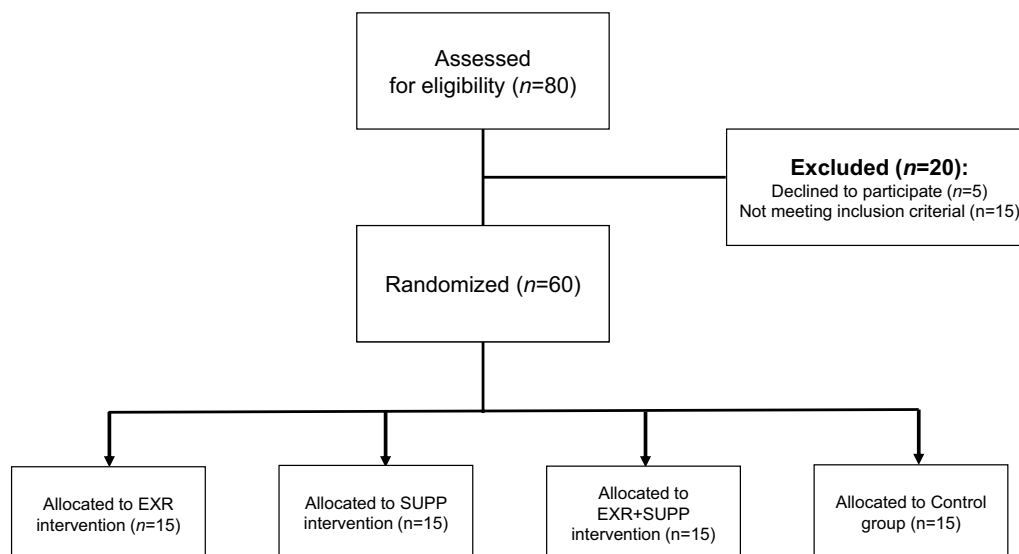 Assessed
for eligibility (n=80)
Excluded (n=20):
Declined to participate (n=5)
Not meeting inclusion criterial (n=15)
Randomized (n=60)
Allocated to EXR
intervention (n=15)
Allocated to SUPP
intervention (n=15)
Allocated to
EXR+SUPP
intervention (n=15)
Allocated to Control
group (n=15)